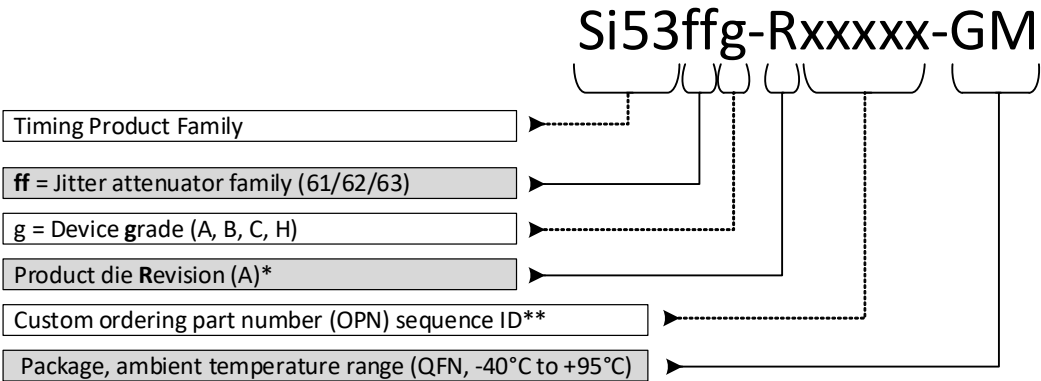 Si53ffg-Rxxxxx-GM
Timing Product Family
ff = Jitter attenuator family (61/62/63)
g = Device grade (A, B, C, H)
Product die Revision (A)*
Custom ordering part number (OPN) sequence ID**
Package, ambient temperature range (QFN, -40°C to +95°C)